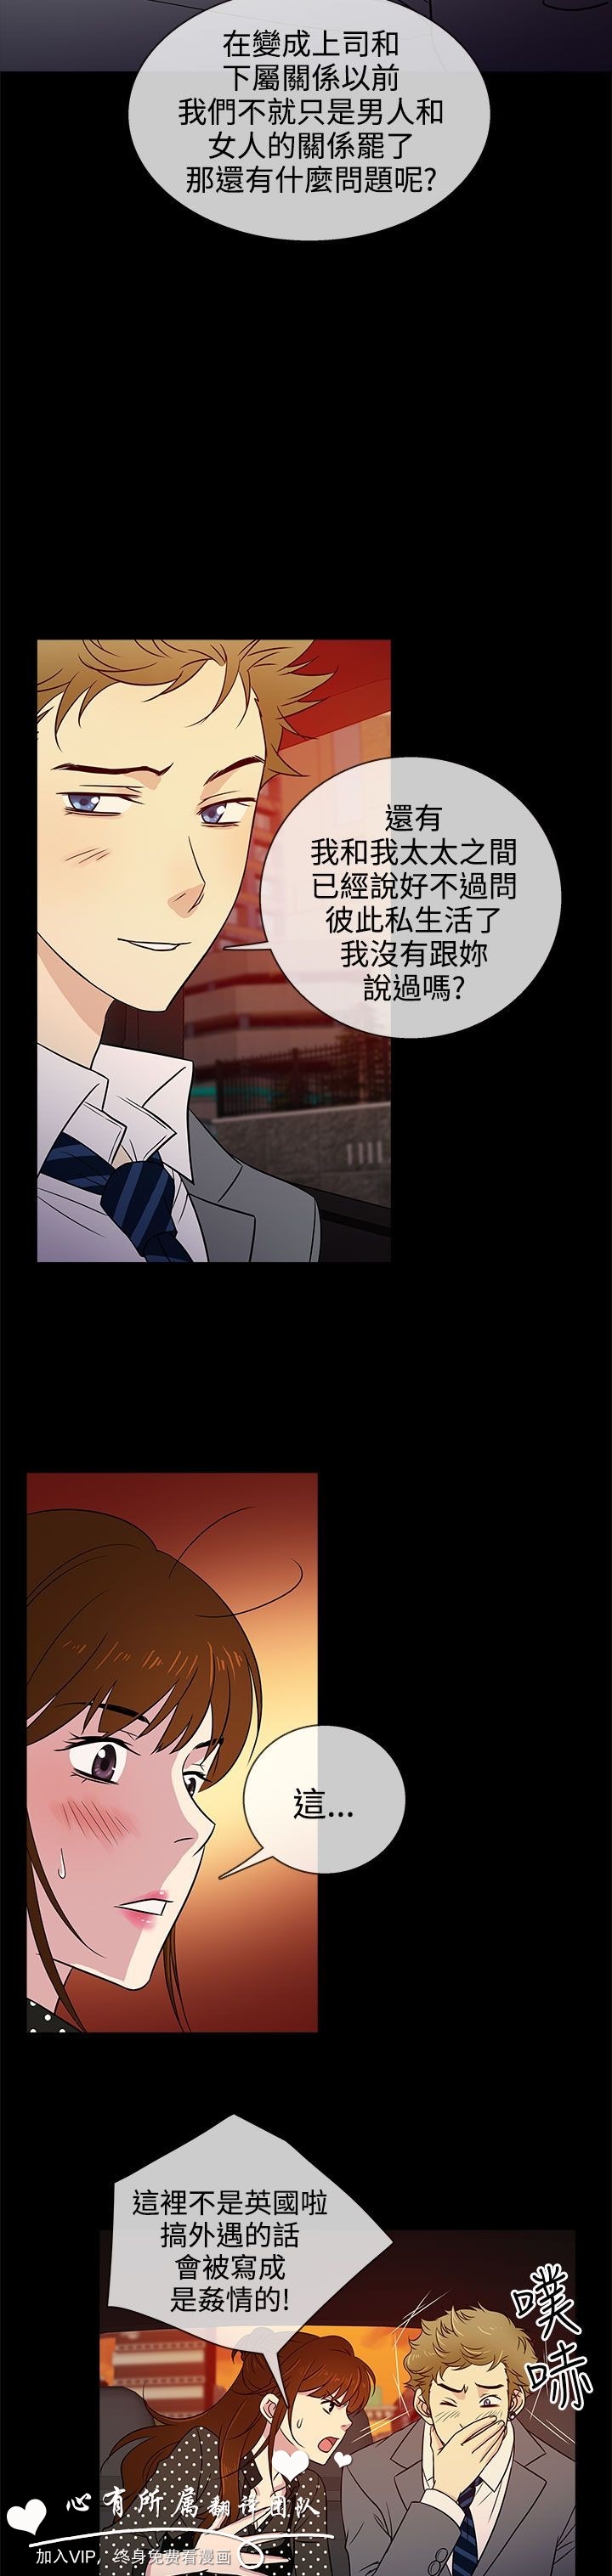 在變成上司和
下屬關係以前
我們不就只是男人和
女人的關係罷了
那還有什麼問題呢?
還有
我和我太太之間
已經說好不過問
彼此私生活了
我沒有跟妳
說過嗎?
這...
這裡不是英國啦
搞外遇的話
會被寫成
是姦情的!
噗
哧
心有所属翻译团队
加入VIP,终身免费看漫画